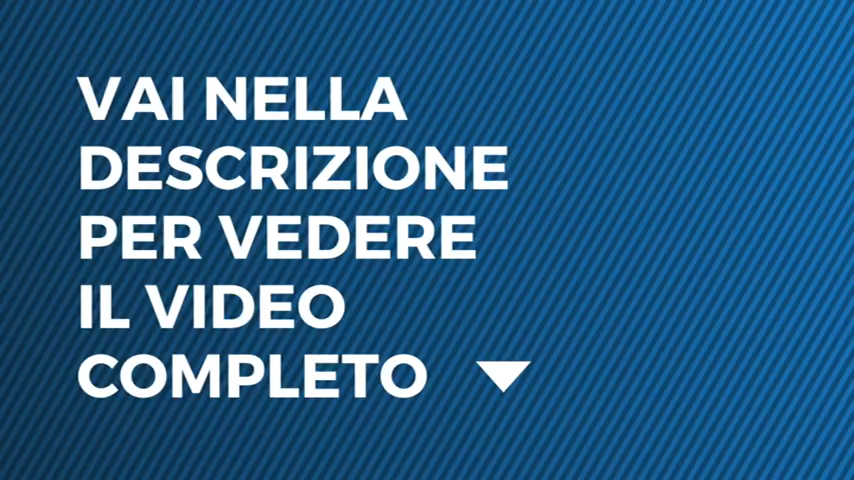 VAI NELLA
DESCRIZIONE
PER VEDERE
IL VIDEO
COMPLETO